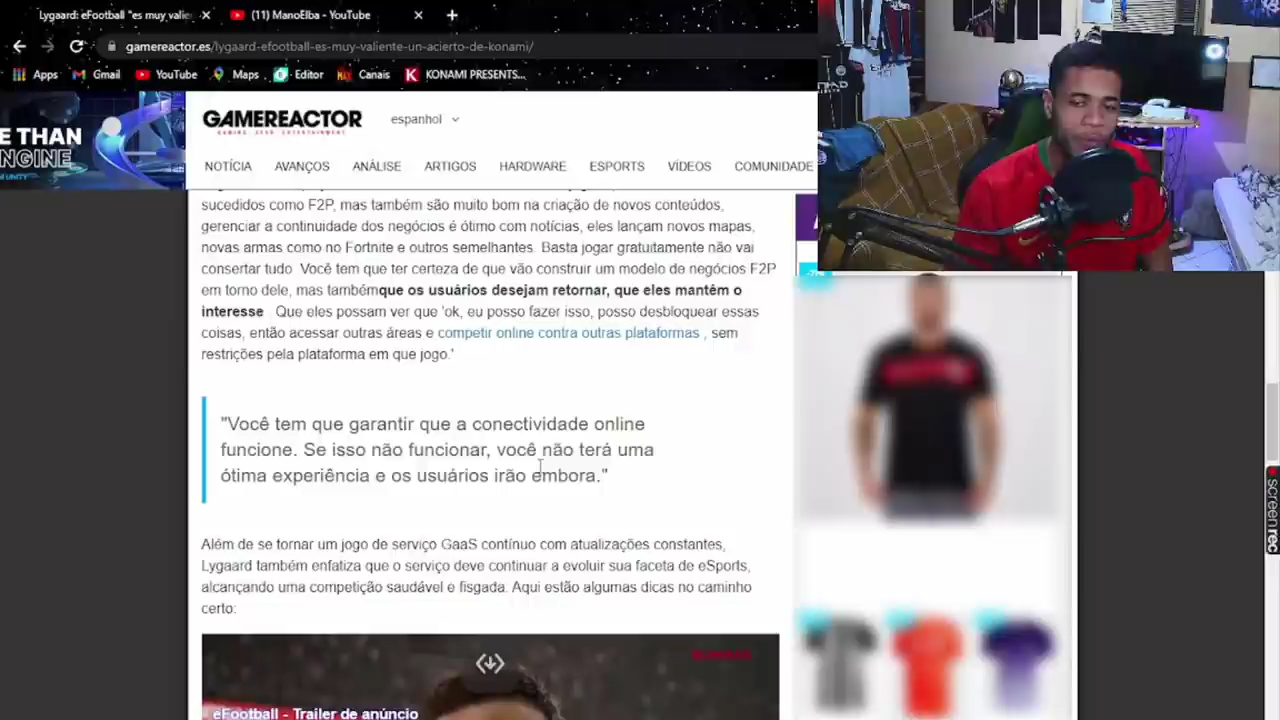 Lygaard: eFootball "es muy valie
(11) ManoElba - YouTube
gamereactor.es/lygaard-efootball-es-muy-valiente-un-acierto-de-konami/
Apps Gmail YouTube Maps Editor Canais KONAMI PRESENTS...
E THAN
NGINE
GAMEREACTOR
espanhol
NOTÍCIA AVANÇOS ANÁLISE ARTIGOS HARDWARE ESPORTS VÍDEOS COMUNIDADE
sucedidos como F2P, mas também são muito bom na criação de novos conteúdos,
gerenciar a continuidade dos negócios é ótimo com notícias, eles lançam novos mapas,
novas armas como no Fortnite e outros semelhantes. Basta jogar gratuitamente não vai
consertar tudo Você tem que ter certeza de que vão construir um modelo de negócios F2P
em torno dele, mas tambémque os usuários desejam retornar, que eles mantêm o
interesse Que eles possam ver que 'ok, eu posso fazer isso, posso desbloquear essas
coisas, então acessar outras áreas e competir online contra outras plataformas , sem
restrições pela plataforma em que jogo.'
"Você tem que garantir que a conectividade online
funcione. Se isso não funcionar, você não terá uma
ótima experiência e os usuários irão embora."
Além de se tornar um jogo de serviço GaaS contínuo com atualizações constantes,
Lygaard também enfatiza que o serviço deve continuar a evoluir sua faceta de eSports,
alcançando uma competição saudável e fisgada. Aqui estão algumas dicas no caminho
certo:
eFootball - Trailer de anúncio
screenrec